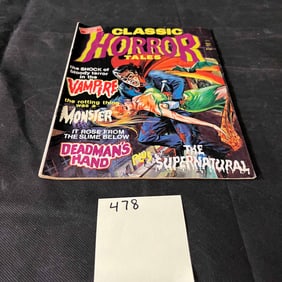 CLASSIC
HORROR
TALES
the SHOCK of
bloody terror in
the
VAMPIRE
the rotting thing
was a
MONSTER
IT ROSE FROM
THE SLIME BELOW
DEADMAN'S
HAND
THE
SUPERNATURAL
478